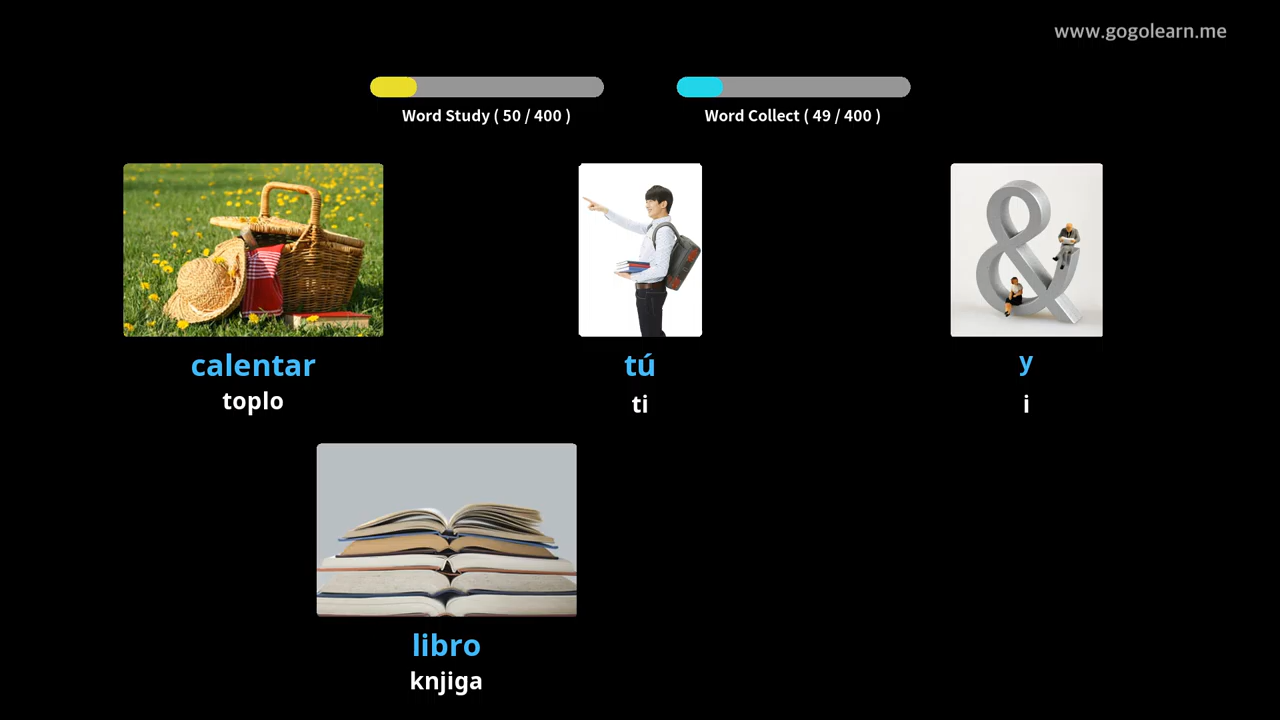 www.gogolearn.me
Word Study ( 50 / 400 )
Word Collect ( 49 / 400 )
calentar
toplo
tú
ti
y
i
libro
knjiga